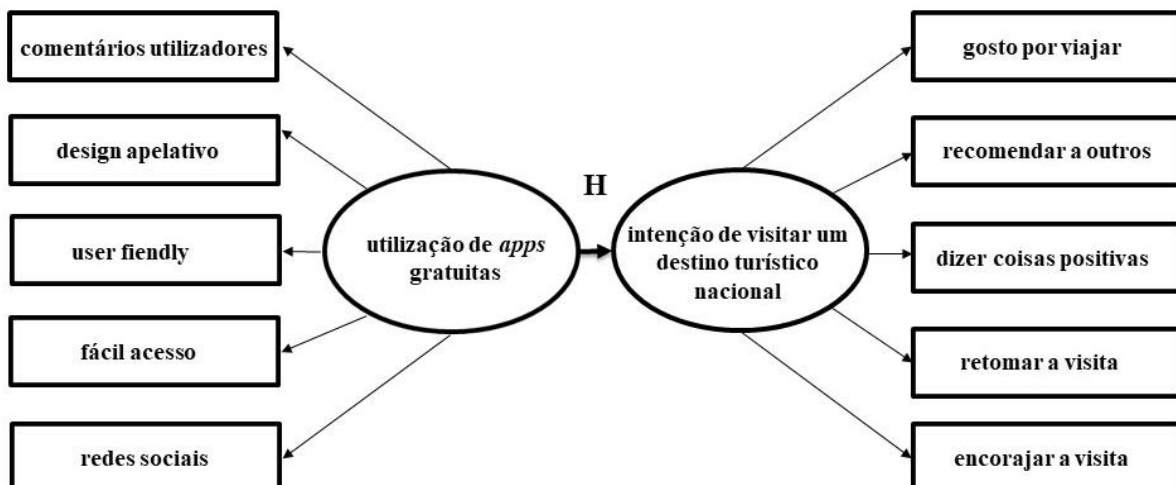 comentários utilizadores
design apelativo
user fiendly
fácil acesso
redes sociais
utilização de apps
gratuitas
H
intenção de visitar um
destino turístico
nacional
gosto por viajar
recomendar a outros
dizer coisas positivas
retomar a visita
encorajar a visita